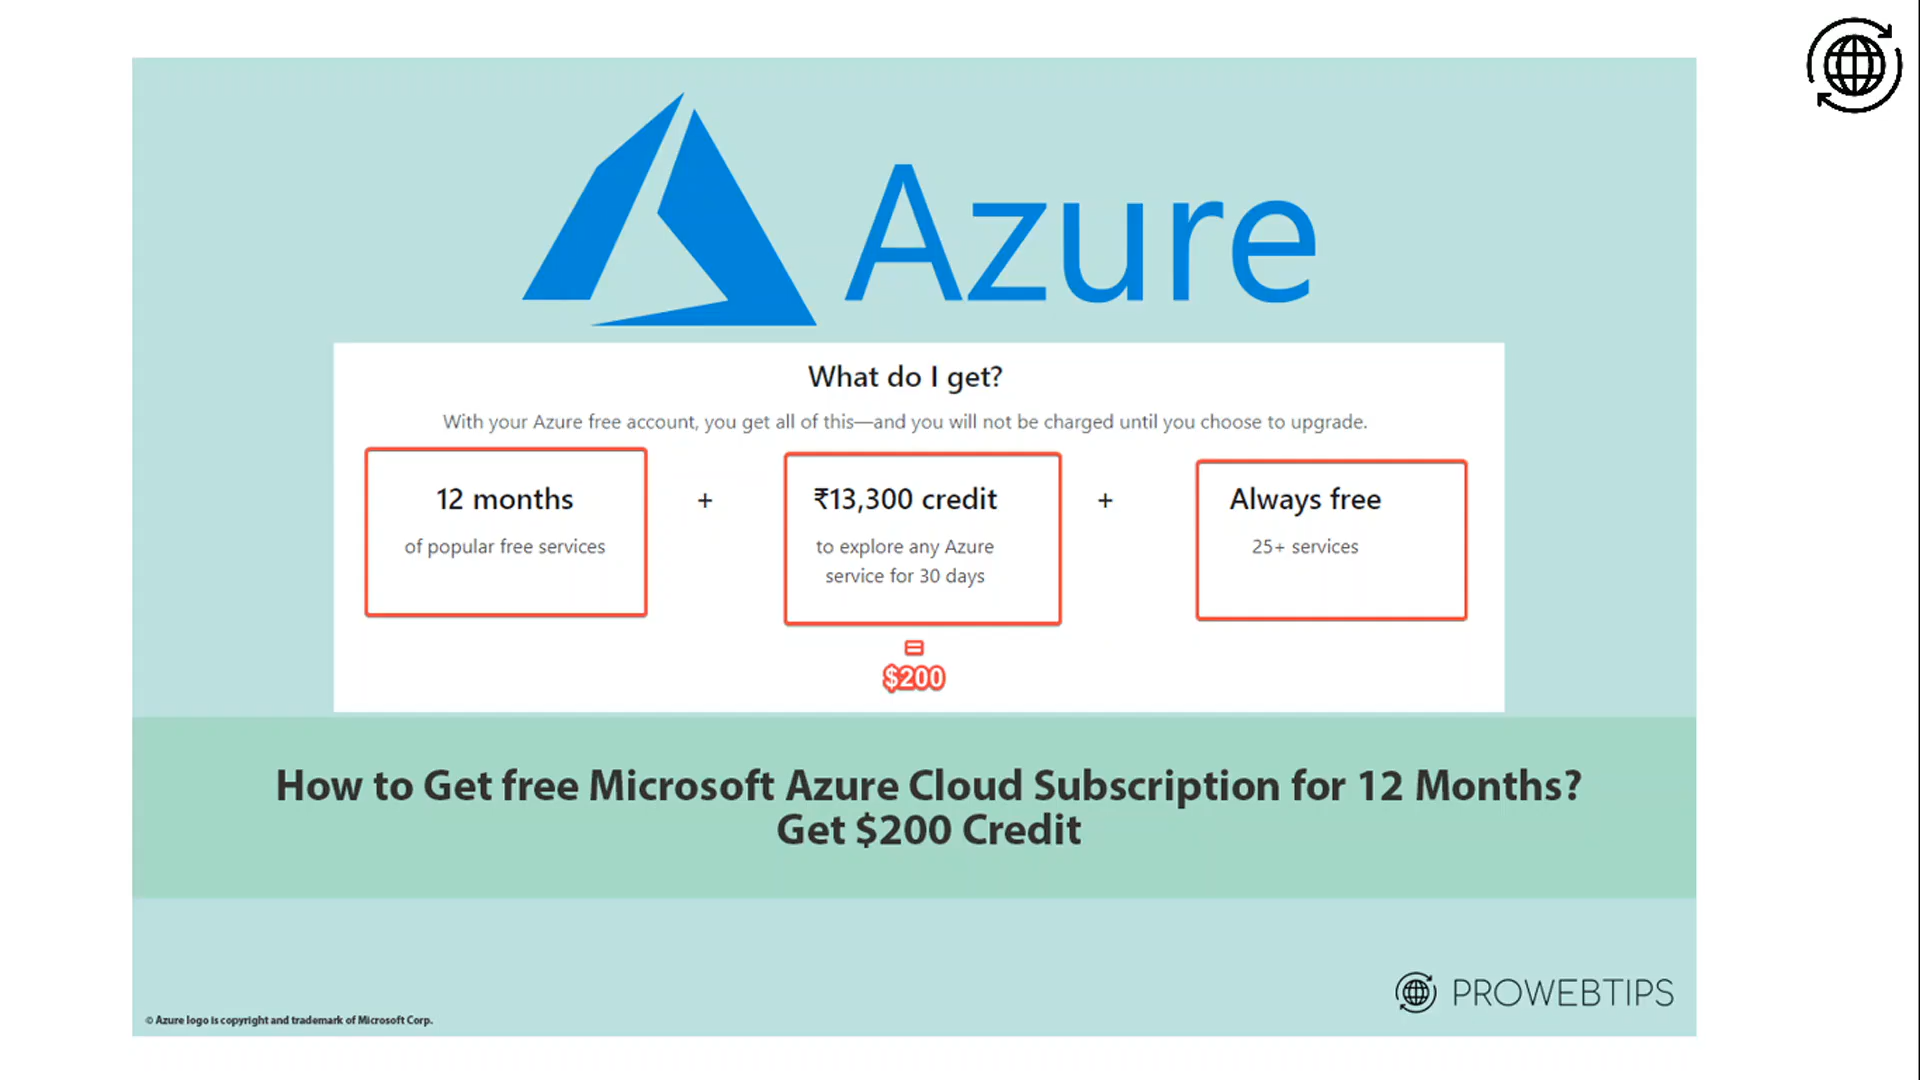 Azure
What do I get?
With your Azure free account, you get all of this—and you will not be charged until you choose to upgrade.
12 months
of popular free services
+
₹13,300 credit
to explore any Azure
service for 30 days
+
Always free
25+ services
=
$200
How to Get free Microsoft Azure Cloud Subscription for 12 Months?
Get $200 Credit
PROWEBTIPS
© Azure logo is copyright and trademark of Microsoft Corp.